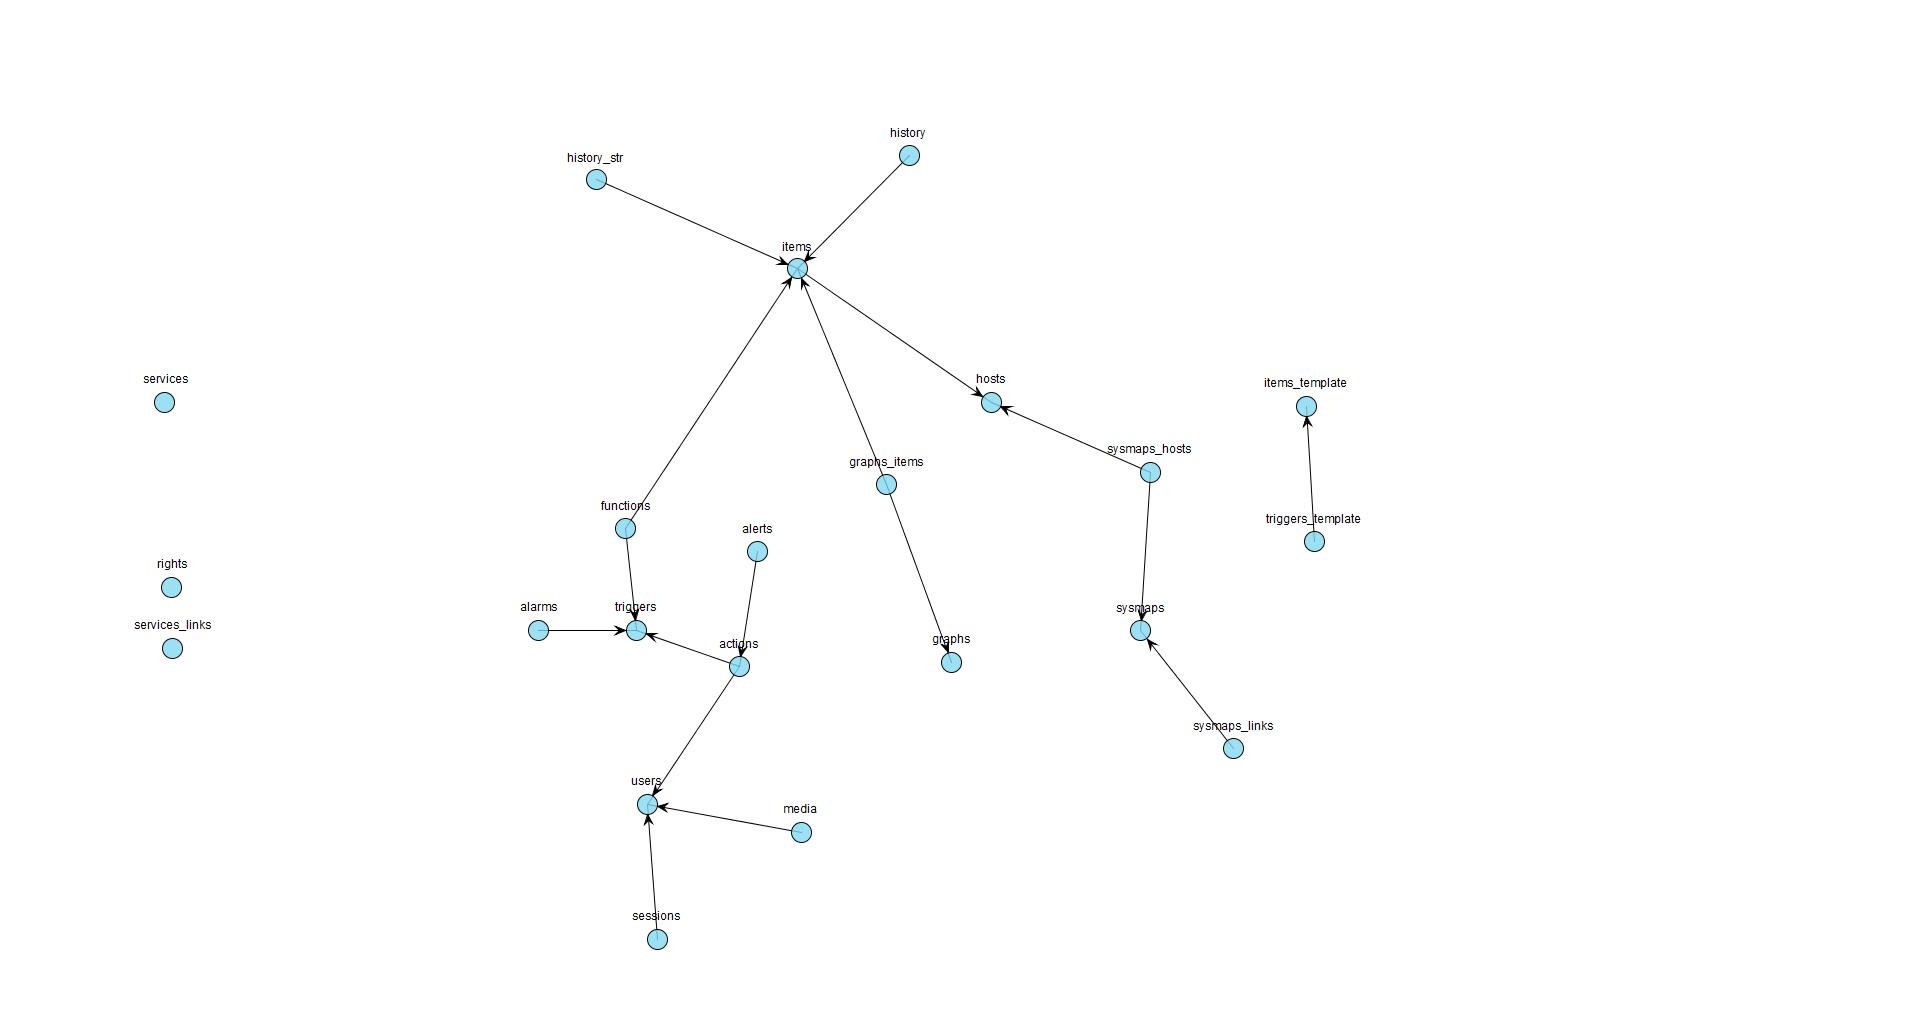 history
history_str
items
services
hosts
items_template
sysmaps_hosts
graphs_items
functions
triggers_template
alerts
rights
alarms
triggers
sysmaps
services_links
graphs
actions
sysmaps_links
users
media
sessions